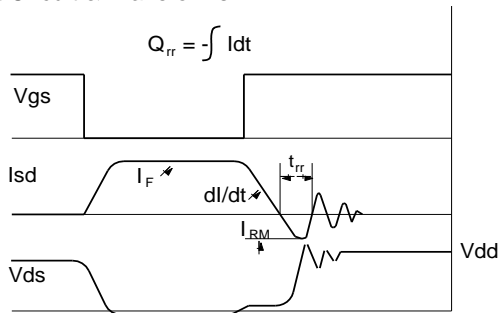 Q_rr = -∫ Idt
Vgs
t_rr
Isd
I_F
dI/dt
I_RM
Vdd
Vds